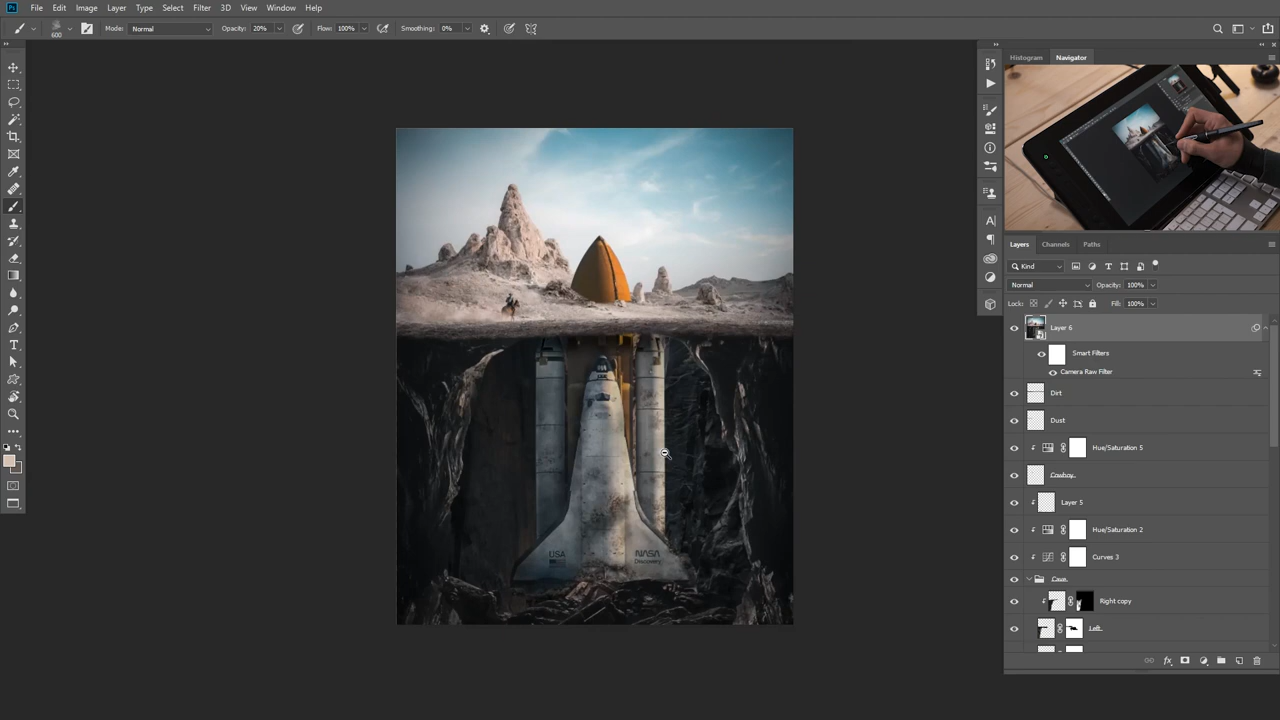 Ps File Edit Image Layer Type Select Filter 3D View Window Help
600 Mode: Normal Opacity: 20% Flow: 100% Smoothing: 0%
Histogram Navigator
Layers Channels Paths
Kind
Normal Opacity: 100%
Lock: Fill: 100%
Layer 6
Smart Filters
Camera Raw Filter
Dirt
Dust
Hue/Saturation 5
Cowboy
Layer 5
Hue/Saturation 2
Curves 3
Cave
Right copy
Left
USA
NASA
Discovery